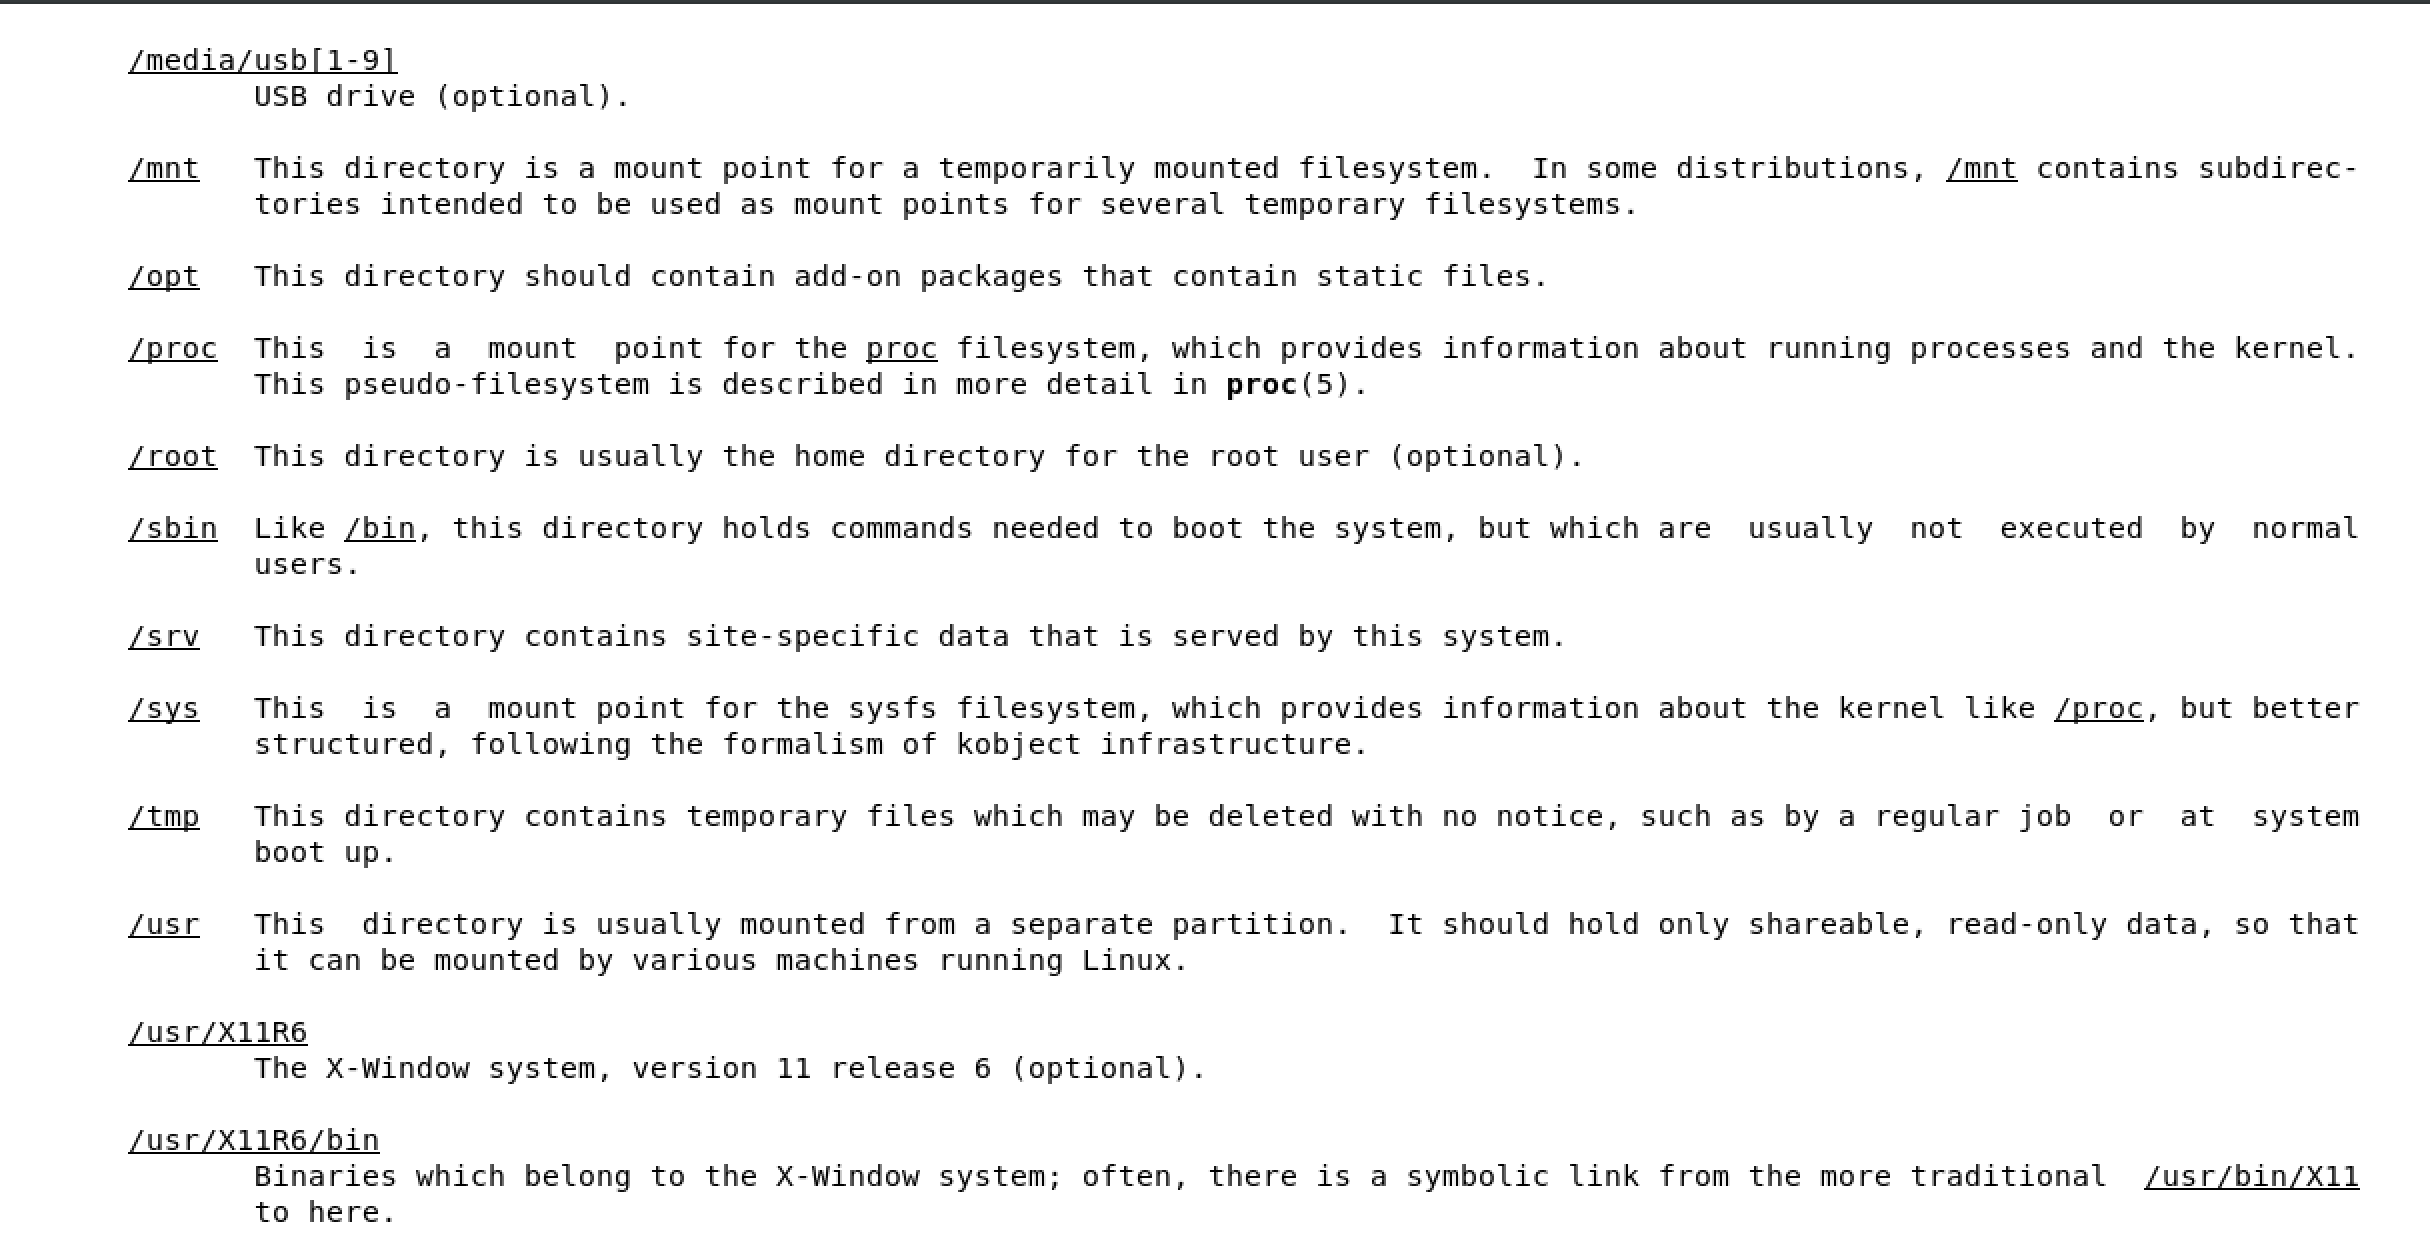 /media/usb[1-9]
USB drive (optional).
/mnt This directory is a mount point for a temporarily mounted filesystem. In some distributions, /mnt contains subdirec-
tories intended to be used as mount points for several temporary filesystems.
/opt This directory should contain add-on packages that contain static files.
/proc This is a mount point for the proc filesystem, which provides information about running processes and the kernel.
This pseudo-filesystem is described in more detail in proc(5).
/root This directory is usually the home directory for the root user (optional).
/sbin Like /bin, this directory holds commands needed to boot the system, but which are usually not executed by normal
users.
/srv This directory contains site-specific data that is served by this system.
/sys This is a mount point for the sysfs filesystem, which provides information about the kernel like /proc, but better
structured, following the formalism of kobject infrastructure.
/tmp This directory contains temporary files which may be deleted with no notice, such as by a regular job or at system
boot up.
/usr This directory is usually mounted from a separate partition. It should hold only shareable, read-only data, so that
it can be mounted by various machines running Linux.
/usr/X11R6
The X-Window system, version 11 release 6 (optional).
/usr/X11R6/bin
Binaries which belong to the X-Window system; often, there is a symbolic link from the more traditional /usr/bin/X11
to here.